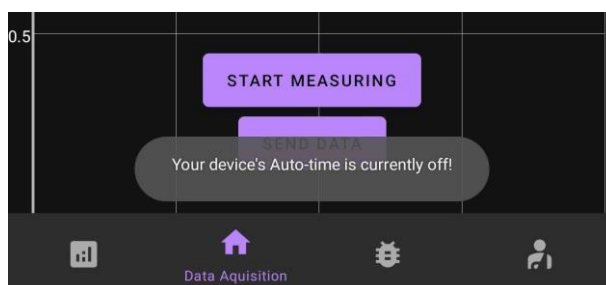 0.5
START MEASURING
SEND DATA
Your device's Auto-time is currently off!
Data Aquisition